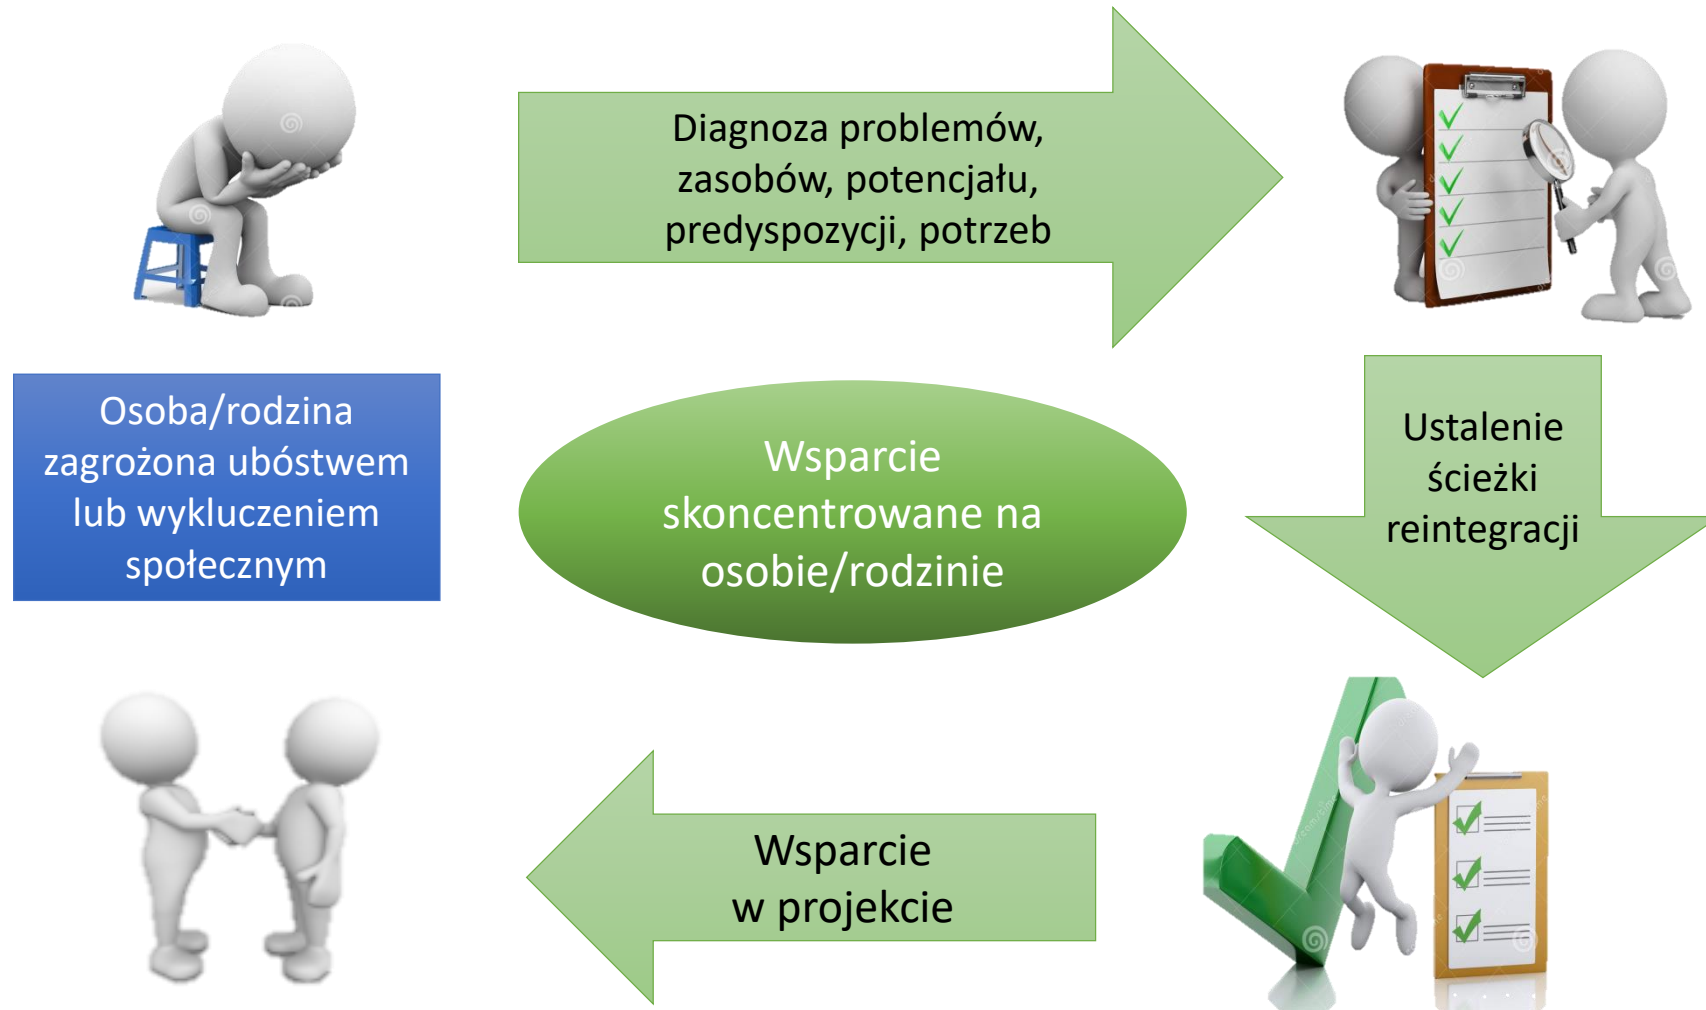 Diagnoza problemów,
zasobów, potencjału,
predyspozycji, potrzeb
Osoba/rodzina
zagrożona ubóstwem
lub wykluczeniem
społecznym
Wsparcie
skoncentrowane na
osobie/rodzinie
Ustalenie
ścieżki
reintegracji
Wsparcie
w projekcie